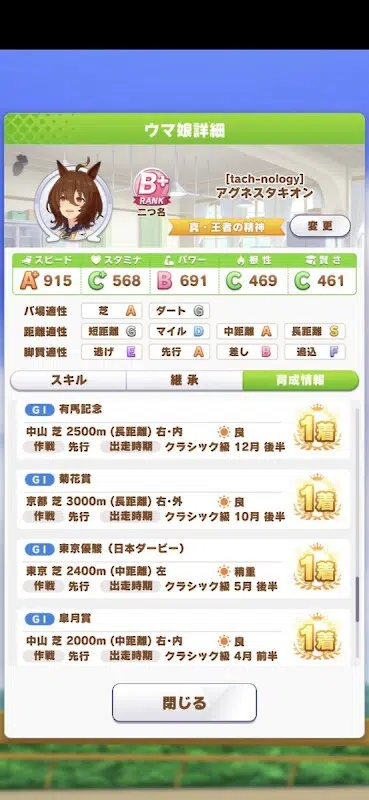 ウマ娘詳細
B+
RANK
二つ名
[tach-nology]
アグネスタキオン
真・王者の精神
変更
スピード スタミナ パワー 根性 賢さ
A+ 915 C+ 568 B 691 C 469 C 461
バ場適性 芝 A ダート G
距離適性 短距離 G マイル D 中距離 A 長距離 S
脚質適性 逃げ E 先行 A 差し B 追込 F
スキル 継承 育成情報
GI 有馬記念
中山 芝 2500m (長距離) 右・内 良
作戦 先行 出走時期 クラシック級 12月 後半
1着
GI 菊花賞
京都 芝 3000m (長距離) 右・外 良
作戦 先行 出走時期 クラシック級 10月 後半
1着
GI 東京優駿（日本ダービー）
東京 芝 2400m (中距離) 左 稍重
作戦 先行 出走時期 クラシック級 5月 後半
1着
GI 皐月賞
中山 芝 2000m (中距離) 右・内 良
作戦 先行 出走時期 クラシック級 4月 前半
1着
閉じる